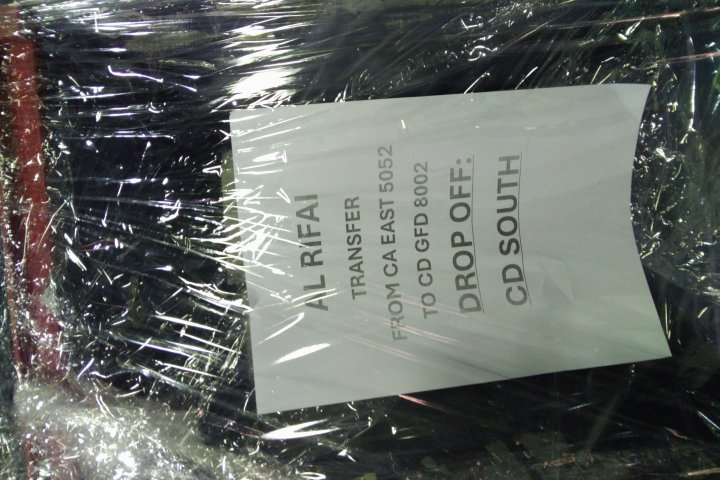 AL RIFAI
TRANSFER
FROM CA EAST 5052
TO CD GFD 8002
DROP OFF:
CD SOUTH